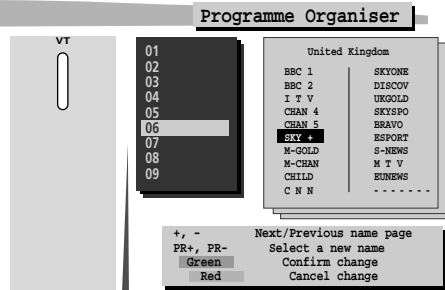 Programme Organiser
VT
01
02
03
04
05
06
07
08
09
United Kingdom
BBC 1 SKYONE
BBC 2 DISCOV
I T V UKGOLD
CHAN 4 SKYSPO
CHAN 5 BRAVO
SKY + ESPORT
M-GOLD S-NEWS
M-CHAN M T V
CHILD EUNEWS
C N N - - - - - - -
+, - Next/Previous name page
PR+, PR- Select a new name
Green Confirm change
Red Cancel change